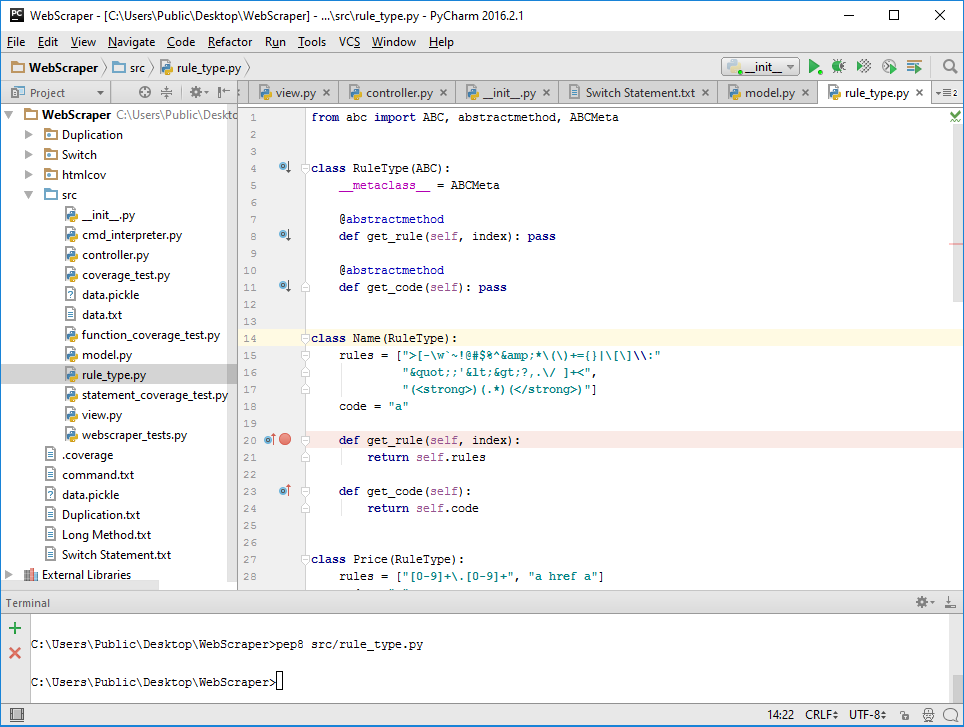 WebScraper - [C:\Users\Public\Desktop\WebScraper] - ...\src\rule_type.py - PyCharm 2016.2.1
File Edit View Navigate Code Refactor Run Tools VCS Window Help
WebScraper src rule_type.py __init__
Project view.py controller.py __init__.py Switch Statement.txt model.py rule_type.py 2
WebScraper C:\Users\Public\Deskto
Duplication
Switch
htmlcov
src
__init__.py
cmd_interpreter.py
controller.py
coverage_test.py
data.pickle
data.txt
function_coverage_test.py
model.py
rule_type.py
statement_coverage_test.py
view.py
webscraper_tests.py
.coverage
command.txt
data.pickle
Duplication.txt
Long Method.txt
Switch Statement.txt
External Libraries
1 from abc import ABC, abstractmethod, ABCMeta
2
3
4 class RuleType(ABC):
5 __metaclass__ = ABCMeta
6
7 @abstractmethod
8 def get_rule(self, index): pass
9
10 @abstractmethod
11 def get_code(self): pass
12
13
14 class Name(RuleType):
15 rules = [">[-\w`~!@#$%^&amp;*\(\)+={}|\[\]\\:"
16 "&quot;;'&lt;&gt;?,.\/ ]+<",
17 "(<strong>)(.*)(</strong>)"]
18 code = "a"
19
20 def get_rule(self, index):
21 return self.rules
22
23 def get_code(self):
24 return self.code
25
26
27 class Price(RuleType):
28 rules = ["[0-9]+\.[0-9]+", "a href a"]
Terminal
C:\Users\Public\Desktop\WebScraper>pep8 src/rule_type.py
C:\Users\Public\Desktop\WebScraper>
14:22 CRLF UTF-8